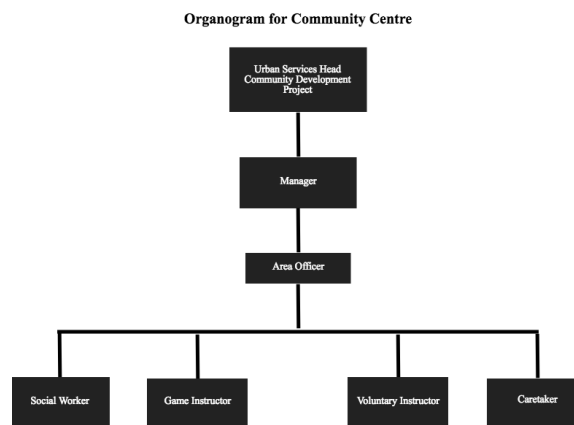 Organogram for Community Centre
Urban Services Head
Community Development
Project
Manager
Area Officer
Social Worker
Game Instructor
Voluntary Instructor
Caretaker